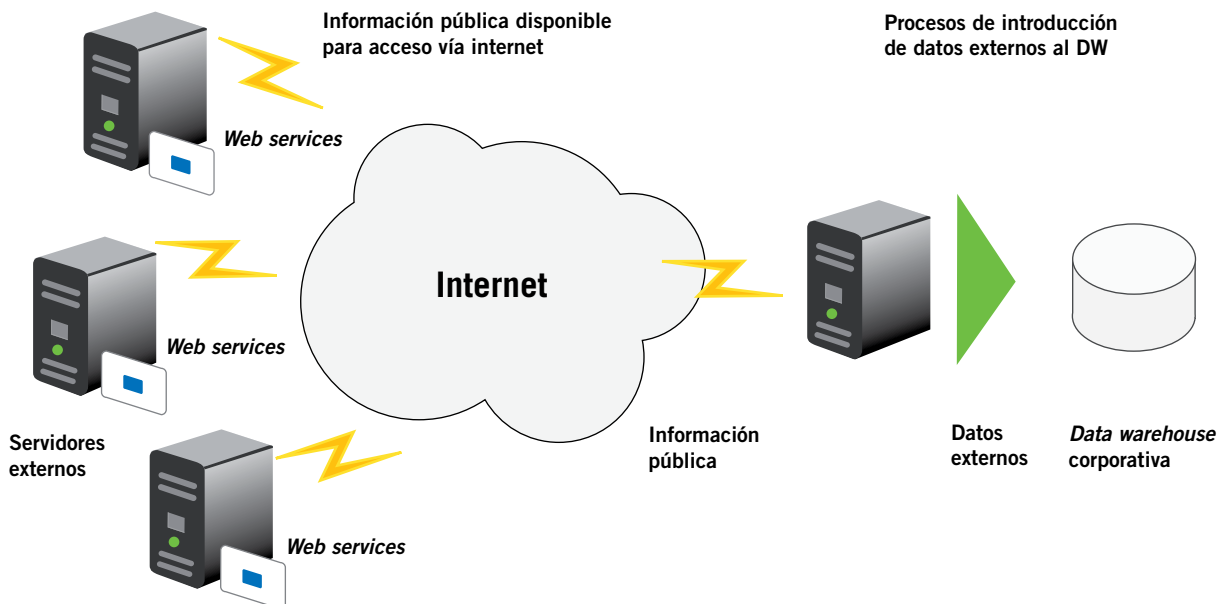 Información pública disponible
para acceso vía internet
Procesos de introducción
de datos externos al DW
Web services
Internet
Web services
Servidores
externos
Información
pública
Datos
externos
Data warehouse
corporativa
Web services